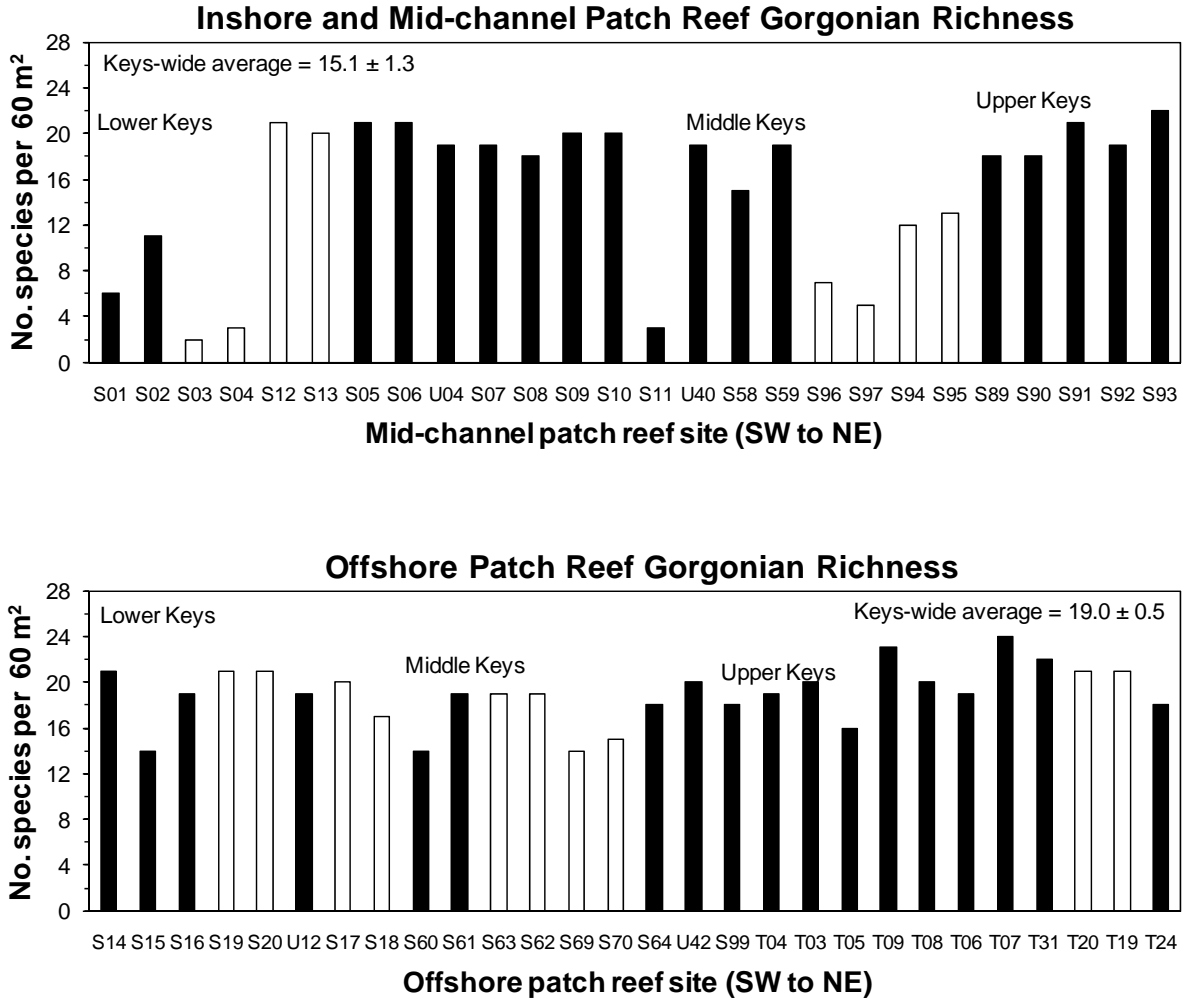 Inshore and Mid-channel Patch Reef Gorgonian Richness
No. species per 60 m²
28
24
20
16
12
8
4
0
Keys-wide average = 15.1 ± 1.3
Lower Keys
Middle Keys
Upper Keys
S01 S02 S03 S04 S12 S13 S05 S06 U04 S07 S08 S09 S10 S11 U40 S58 S59 S96 S97 S94 S95 S89 S90 S91 S92 S93
Mid-channel patch reef site (SW to NE)
Offshore Patch Reef Gorgonian Richness
No. species per 60 m²
28
24
20
16
12
8
4
0
Lower Keys
Keys-wide average = 19.0 ± 0.5
Middle Keys
Upper Keys
S14 S15 S16 S19 S20 U12 S17 S18 S60 S61 S63 S62 S69 S70 S64 U42 S99 T04 T03 T05 T09 T08 T06 T07 T31 T20 T19 T24
Offshore patch reef site (SW to NE)